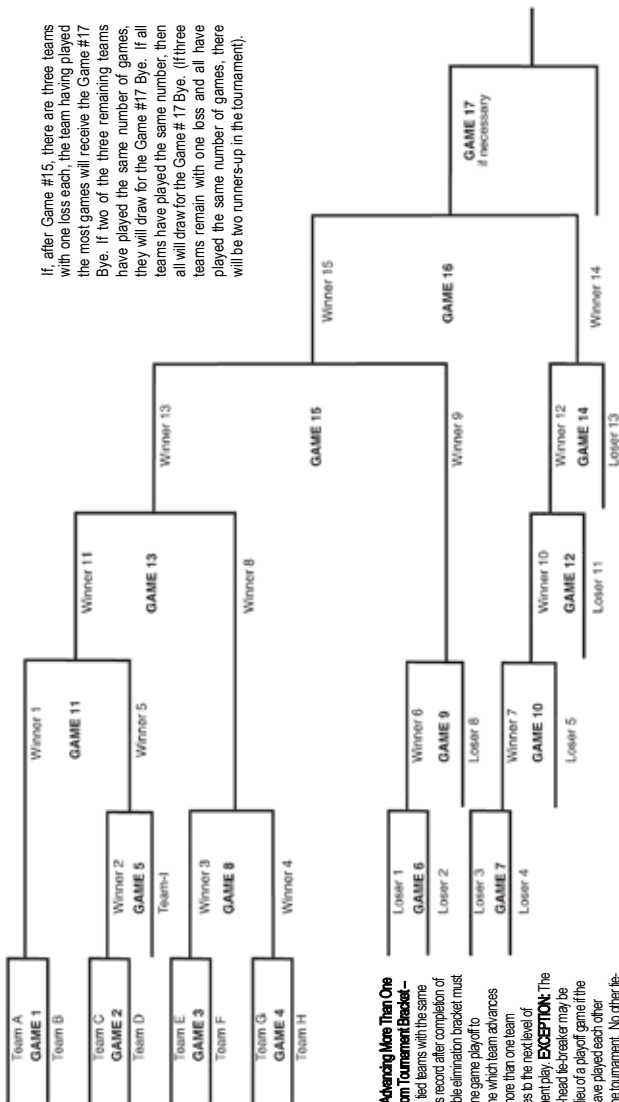 If, after Game #15, there are three teams
with one loss each, the team having played
the most games will receive the Game #17
Bye. If two of the three remaining teams
have played the same number of games,
they will draw for the Game #17 Bye. If all
teams have played the same number, then
all will draw for the Game # 17 Bye. (If three
teams remain with one loss and all have
played the same number of games, there
will be two runners-up in the tournament).
Team A
GAME 1
Team B
Winner 1
GAME 11
Winner 5
Team C
GAME 2
Team D
Winner 2
GAME 5
Team-I
Winner 11
GAME 13
Winner 8
Team E
GAME 3
Team F
Winner 3
GAME 8
Winner 4
Team G
GAME 4
Team H
Winner 13
GAME 15
Winner 9
Winner 15
GAME 16
Winner 14
GAME 17
if necessary
Loser 1
GAME 6
Loser 2
Winner 6
GAME 9
Loser 8
Loser 3
GAME 7
Loser 4
Winner 7
GAME 10
Loser 5
Winner 10
GAME 12
Loser 11
Winner 12
GAME 14
Loser 13
Advancing More Than One
om Tournament Bracket –
tied teams with the same
s record after completion of
ble elimination bracket must
ne game playoff to
ne which team advances
more than one team
es to the next level of
ent play. EXCEPTION: The
-head tie-breaker may be
lieu of a playoff game if the
ave played each other
he tournament. No other tie-